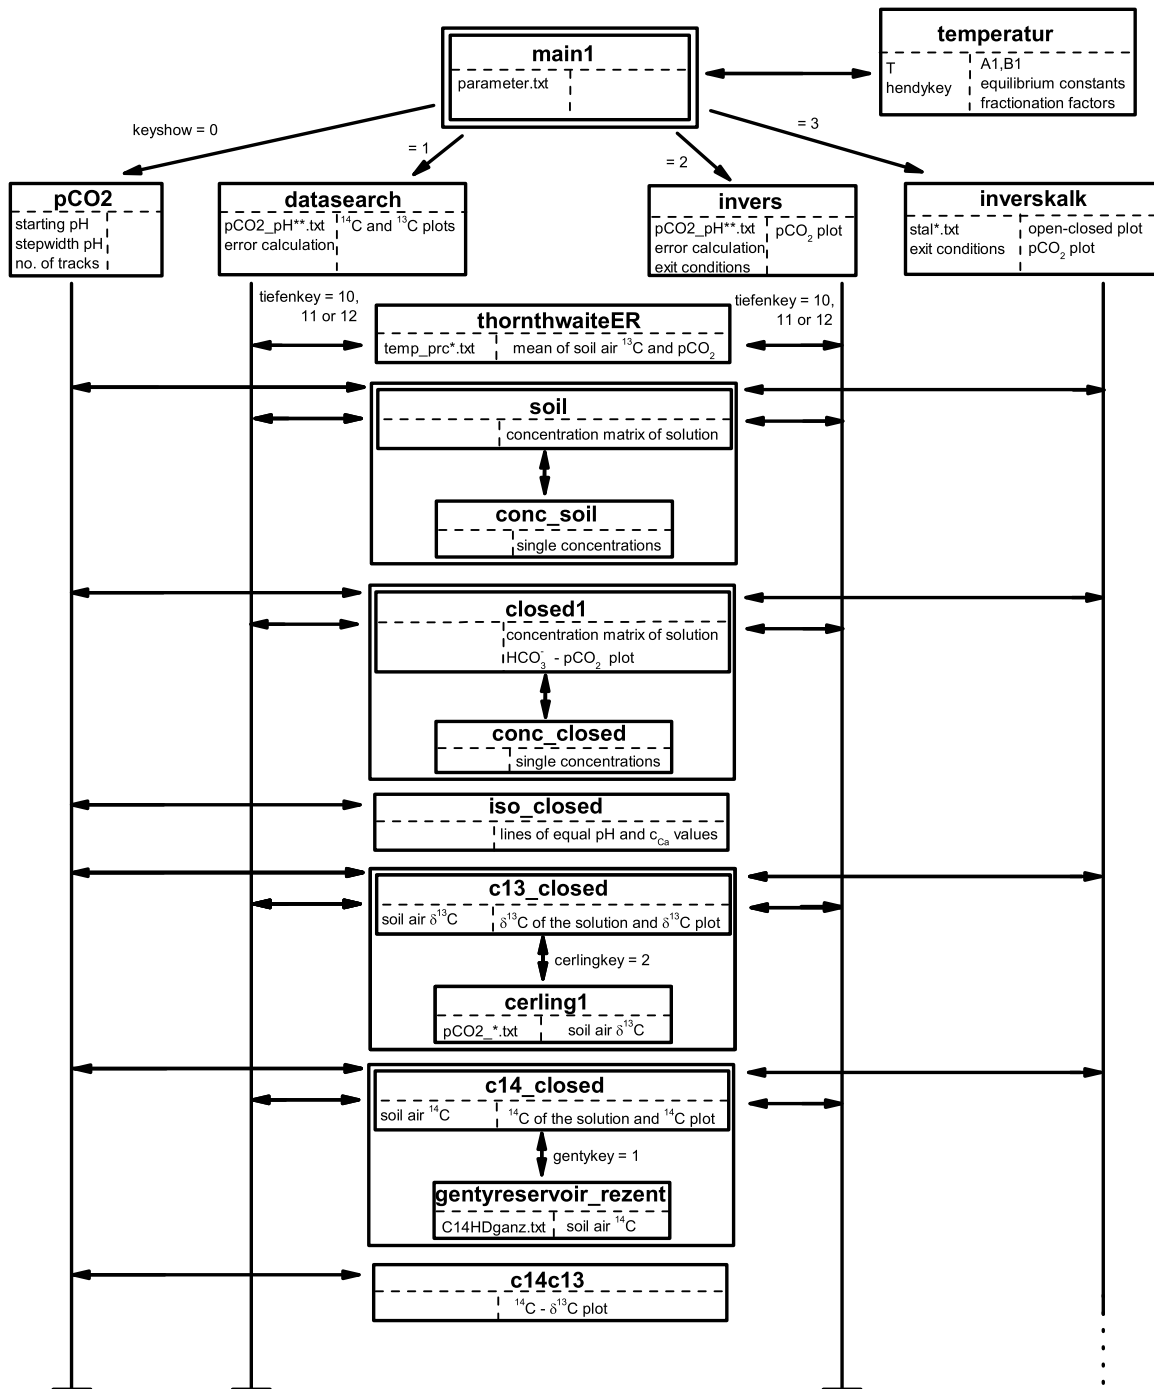 main1
parameter.txt
temperatur
T
hendykey
A1,B1
equilibrium constants
fractionation factors
keyshow = 0
= 1
= 2
= 3
pCO2
starting pH
stepwidth pH
no. of tracks
datasearch
pCO2_pH**.txt
error calculation
¹⁴C and ¹³C plots
invers
pCO2_pH**.txt
error calculation
exit conditions
pCO₂ plot
inverskalk
stal*.txt
exit conditions
open-closed plot
pCO₂ plot
tiefenkey = 10,
11 or 12
tiefenkey = 10,
11 or 12
thornthwaiteER
temp_prc*.txt
mean of soil air ¹³C and pCO₂
soil
concentration matrix of solution
conc_soil
single concentrations
closed1
concentration matrix of solution
HCO₃⁻ - pCO₂ plot
conc_closed
single concentrations
iso_closed
lines of equal pH and c_Ca values
c13_closed
soil air δ¹³C
δ¹³C of the solution and δ¹³C plot
cerlingkey = 2
cerling1
pCO2_*.txt
soil air δ¹³C
c14_closed
soil air ¹⁴C
¹⁴C of the solution and ¹⁴C plot
gentykey = 1
gentyreservoir_rezent
C14HDganz.txt
soil air ¹⁴C
c14c13
¹⁴C - δ¹³C plot